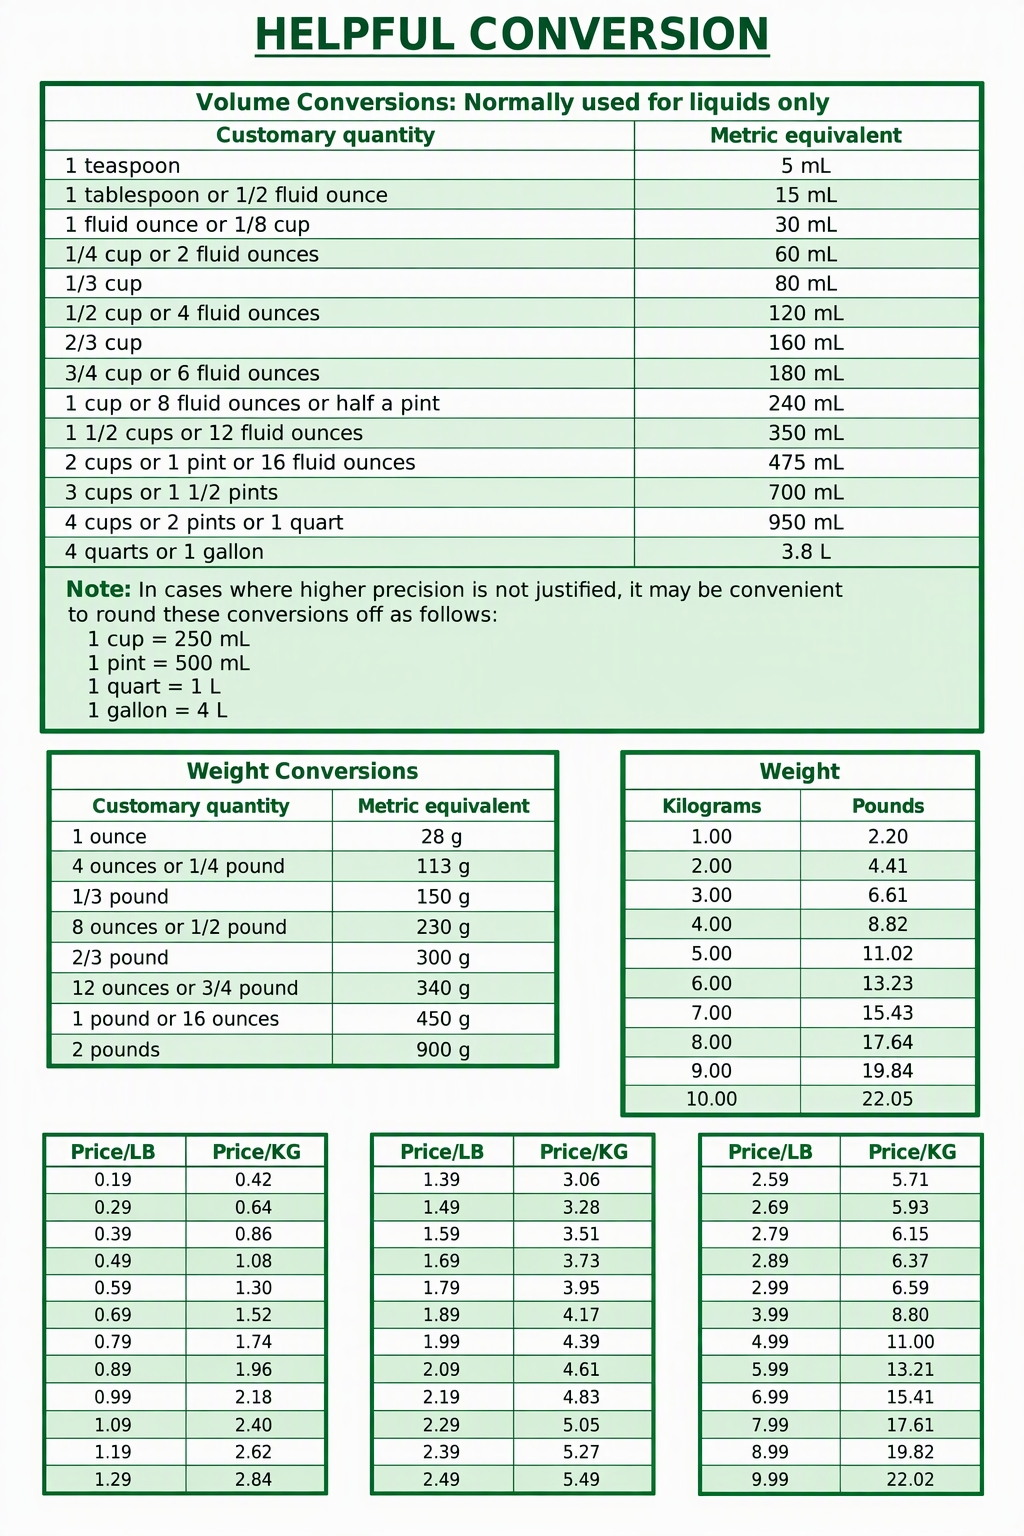 HELPFUL CONVERSION
Volume Conversions: Normally used for liquids only
Customary quantity Metric equivalent
1 teaspoon 5 mL
1 tablespoon or 1/2 fluid ounce 15 mL
1 fluid ounce or 1/8 cup 30 mL
1/4 cup or 2 fluid ounces 60 mL
1/3 cup 80 mL
1/2 cup or 4 fluid ounces 120 mL
2/3 cup 160 mL
3/4 cup or 6 fluid ounces 180 mL
1 cup or 8 fluid ounces or half a pint 240 mL
1 1/2 cups or 12 fluid ounces 350 mL
2 cups or 1 pint or 16 fluid ounces 475 mL
3 cups or 1 1/2 pints 700 mL
4 cups or 2 pints or 1 quart 950 mL
4 quarts or 1 gallon 3.8 L
Note: In cases where higher precision is not justified, it may be convenient
to round these conversions off as follows:
1 cup = 250 mL
1 pint = 500 mL
1 quart = 1 L
1 gallon = 4 L
Weight Conversions
Customary quantity Metric equivalent
1 ounce 28 g
4 ounces or 1/4 pound 113 g
1/3 pound 150 g
8 ounces or 1/2 pound 230 g
2/3 pound 300 g
12 ounces or 3/4 pound 340 g
1 pound or 16 ounces 450 g
2 pounds 900 g
Weight
Kilograms Pounds
1.00 2.20
2.00 4.41
3.00 6.61
4.00 8.82
5.00 11.02
6.00 13.23
7.00 15.43
8.00 17.64
9.00 19.84
10.00 22.05
Price/LB Price/KG
0.19 0.42
0.29 0.64
0.39 0.86
0.49 1.08
0.59 1.30
0.69 1.52
0.79 1.74
0.89 1.96
0.99 2.18
1.09 2.40
1.19 2.62
1.29 2.84
Price/LB Price/KG
1.39 3.06
1.49 3.28
1.59 3.51
1.69 3.73
1.79 3.95
1.89 4.17
1.99 4.39
2.09 4.61
2.19 4.83
2.29 5.05
2.39 5.27
2.49 5.49
Price/LB Price/KG
2.59 5.71
2.69 5.93
2.79 6.15
2.89 6.37
2.99 6.59
3.99 8.80
4.99 11.00
5.99 13.21
6.99 15.41
7.99 17.61
8.99 19.82
9.99 22.02